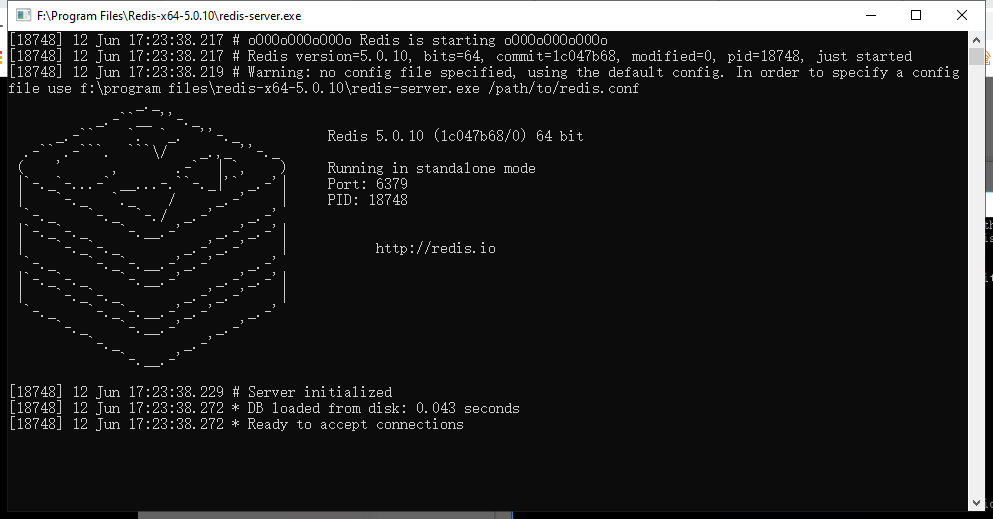 F:\Program Files\Redis-x64-5.0.10\redis-server.exe
[18748] 12 Jun 17:23:38.217 # oO0OoO0OoO0Oo Redis is starting oO0OoO0OoO0Oo
[18748] 12 Jun 17:23:38.217 # Redis version=5.0.10, bits=64, commit=1c047b68, modified=0, pid=18748, just started
[18748] 12 Jun 17:23:38.219 # Warning: no config file specified, using the default config. In order to specify a config
file use f:\program files\redis-x64-5.0.10\redis-server.exe /path/to/redis.conf
Redis 5.0.10 (1c047b68/0) 64 bit
Running in standalone mode
Port: 6379
PID: 18748
http://redis.io
[18748] 12 Jun 17:23:38.229 # Server initialized
[18748] 12 Jun 17:23:38.272 * DB loaded from disk: 0.043 seconds
[18748] 12 Jun 17:23:38.272 * Ready to accept connections